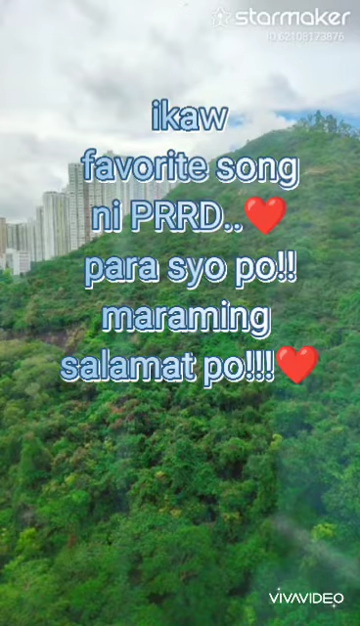 starmaker
ID:62108173876
ikaw
favorite song
ni PRRD..❤️
para syo po!!
maraming
salamat po!!!❤️
VIVAVIDEO